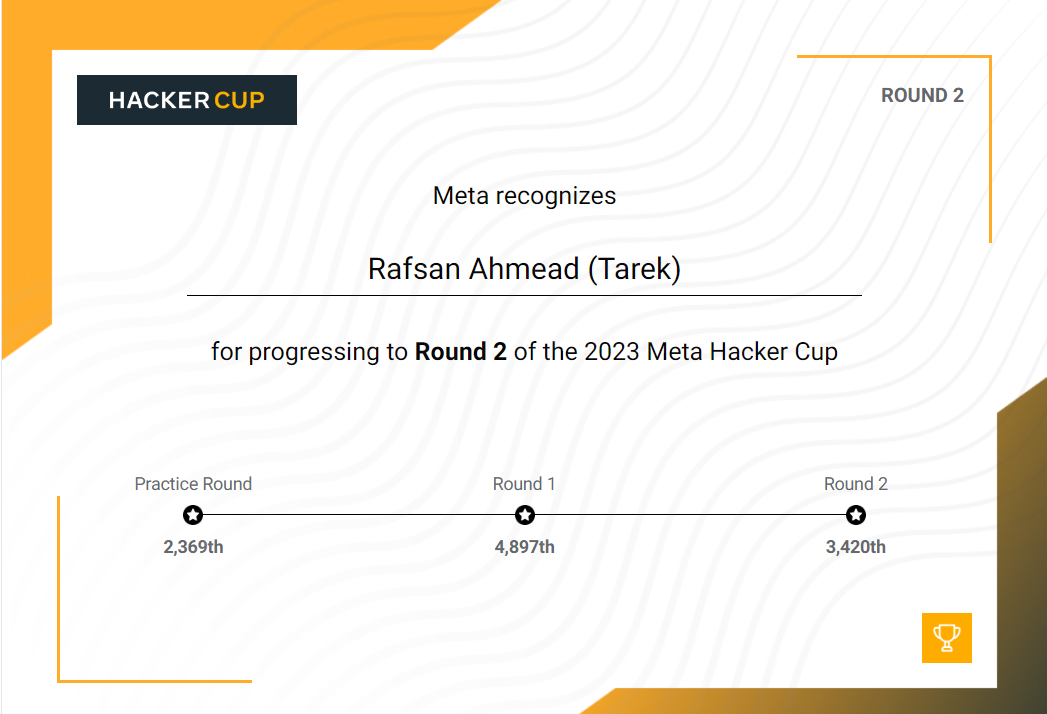 HACKER CUP
ROUND 2
Meta recognizes
Rafsan Ahmead (Tarek)
for progressing to Round 2 of the 2023 Meta Hacker Cup
Practice Round Round 1 Round 2
2,369th 4,897th 3,420th